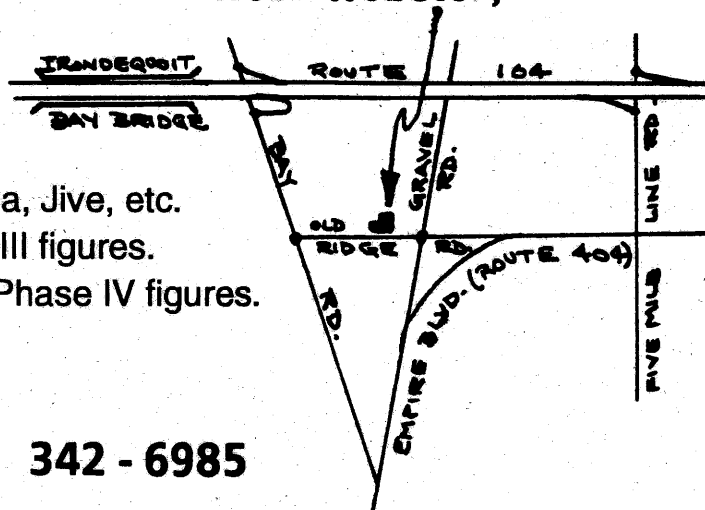 IRONDEQUOIT
BAY BRIDGE
ROUTE 104
BAY RD.
GRAVEL RD.
OLD RIDGE RD.
EMPIRE BLVD. (ROUTE 404)
FIVE MILE LINE RD.
a, Jive, etc.
III figures.
Phase IV figures.
342 - 6985